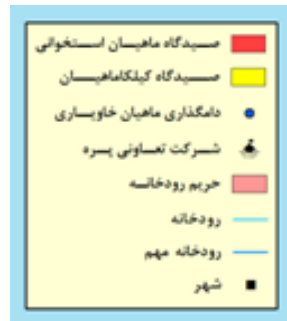 صیدگاه ماهیان استخوانی
صیدگاه کیلکاماهیان
دامگذاری ماهیان خاویاری
شرکت تعاونی پره
حریم رودخانه
رودخانه
رودخانه مهم
شهر